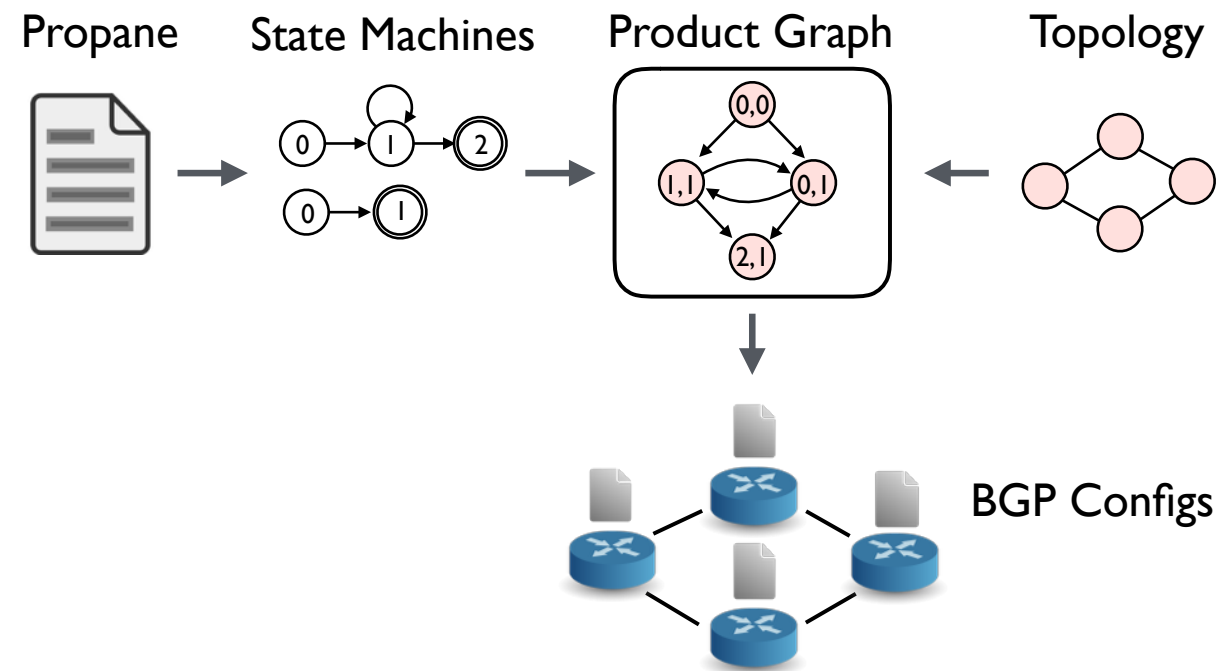 Propane
State Machines
Product Graph
Topology
0
1
2
0
1
0,0
1,1
0,1
2,1
BGP Configs